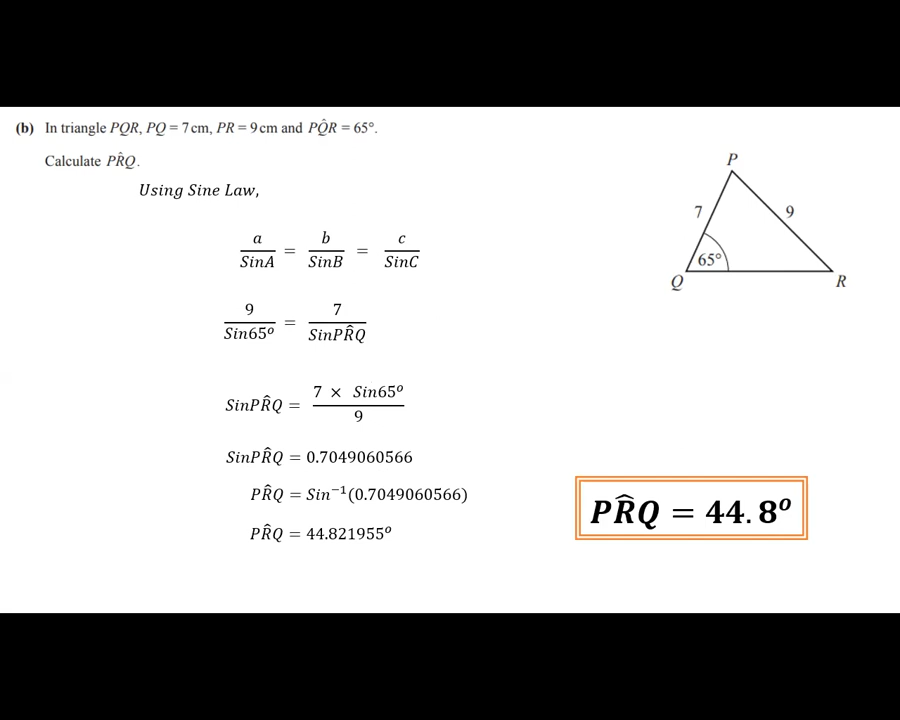 (b) In triangle PQR, PQ = 7 cm, PR = 9 cm and PQ̂R = 65°.
Calculate PR̂Q.
Using Sine Law,
a/SinA = b/SinB = c/SinC
9/Sin65° = 7/SinPR̂Q
SinPR̂Q = 7 × Sin65°/9
SinPR̂Q = 0.7049060566
PR̂Q = Sin⁻¹(0.7049060566)
PR̂Q = 44.821955°
P
7
9
65°
Q
R
PR̂Q = 44.8°